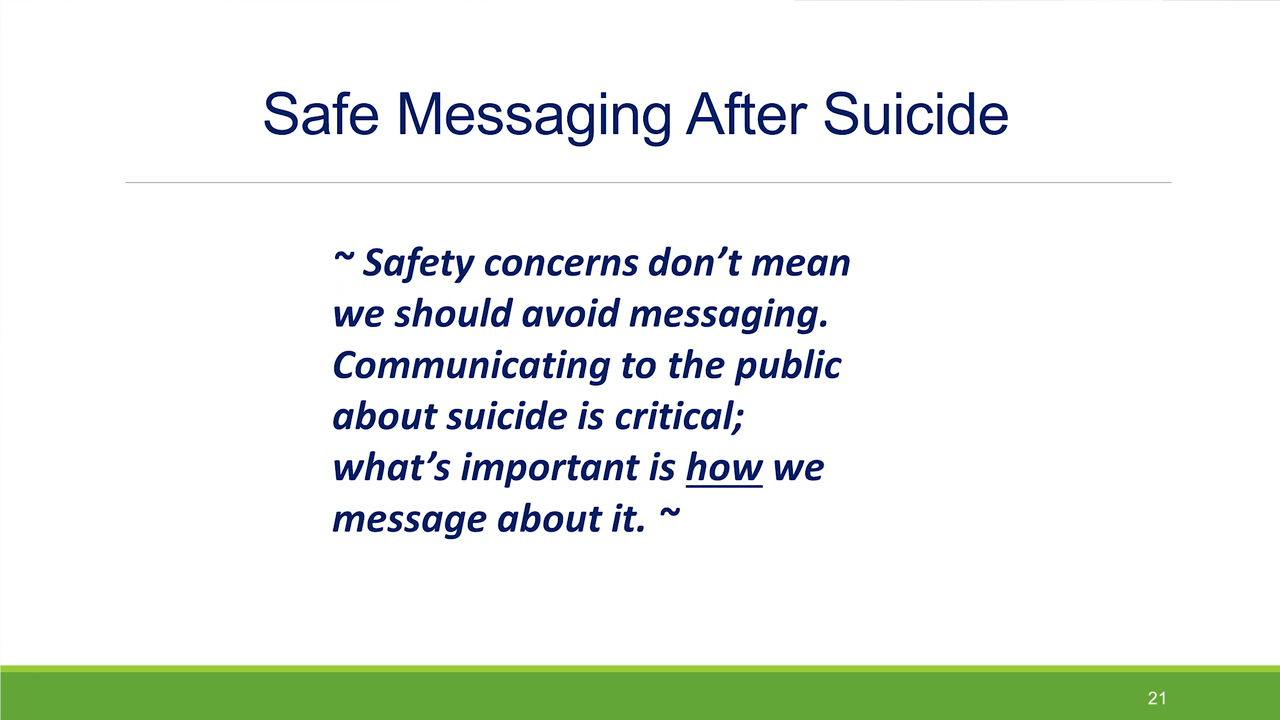 Safe Messaging After Suicide
~ Safety concerns don’t mean
we should avoid messaging.
Communicating to the public
about suicide is critical;
what’s important is how we
message about it. ~
21